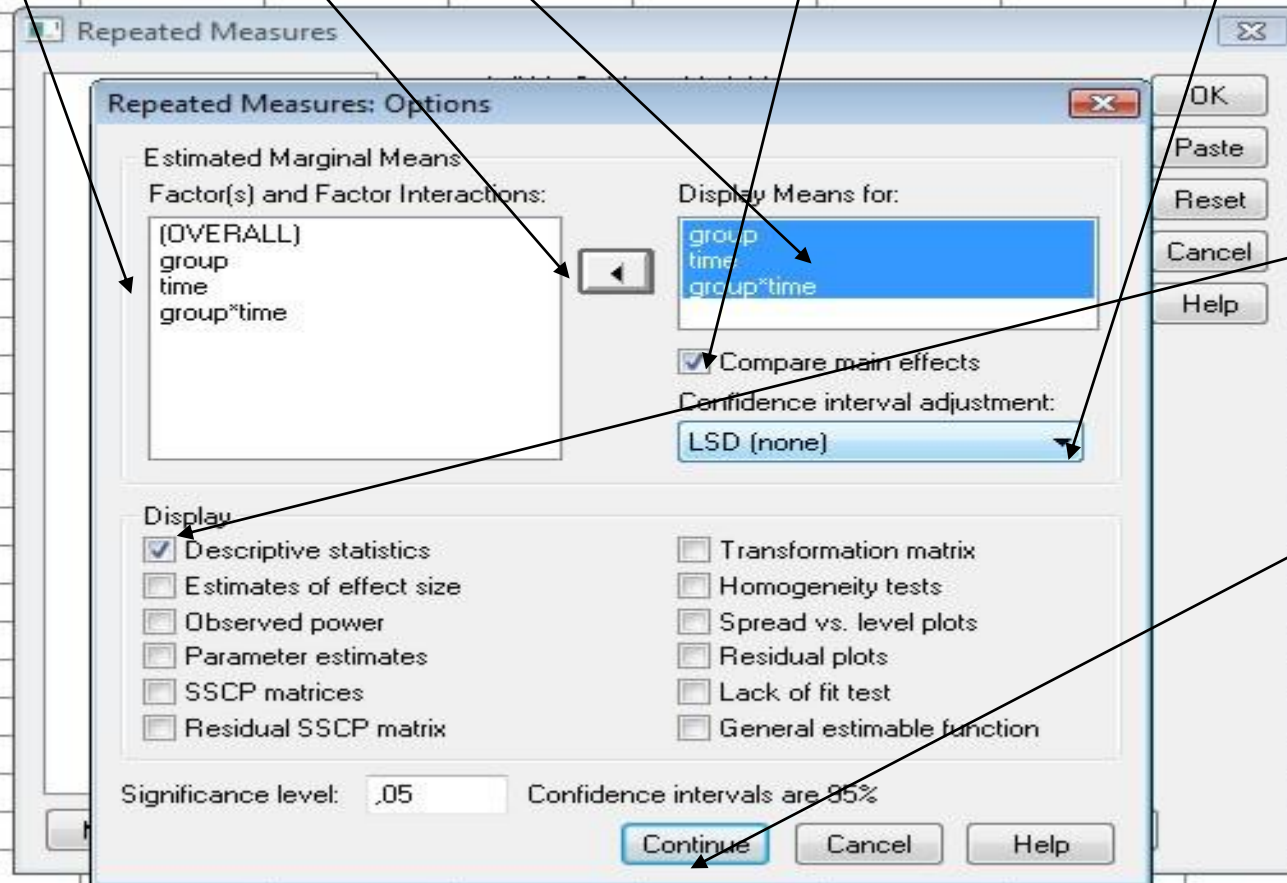 Repeated Measures
Repeated Measures: Options
OK
Paste
Reset
Cancel
Help
Estimated Marginal Means
Factor(s) and Factor Interactions:
(OVERALL)
group
time
group*time
Display Means for:
group
time
group*time
Compare main effects
Confidence interval adjustment:
LSD (none)
Display
Descriptive statistics
Estimates of effect size
Observed power
Parameter estimates
SSCP matrices
Residual SSCP matrix
Transformation matrix
Homogeneity tests
Spread vs. level plots
Residual plots
Lack of fit test
General estimable function
Significance level: ,05 Confidence intervals are 95%
Continue Cancel Help